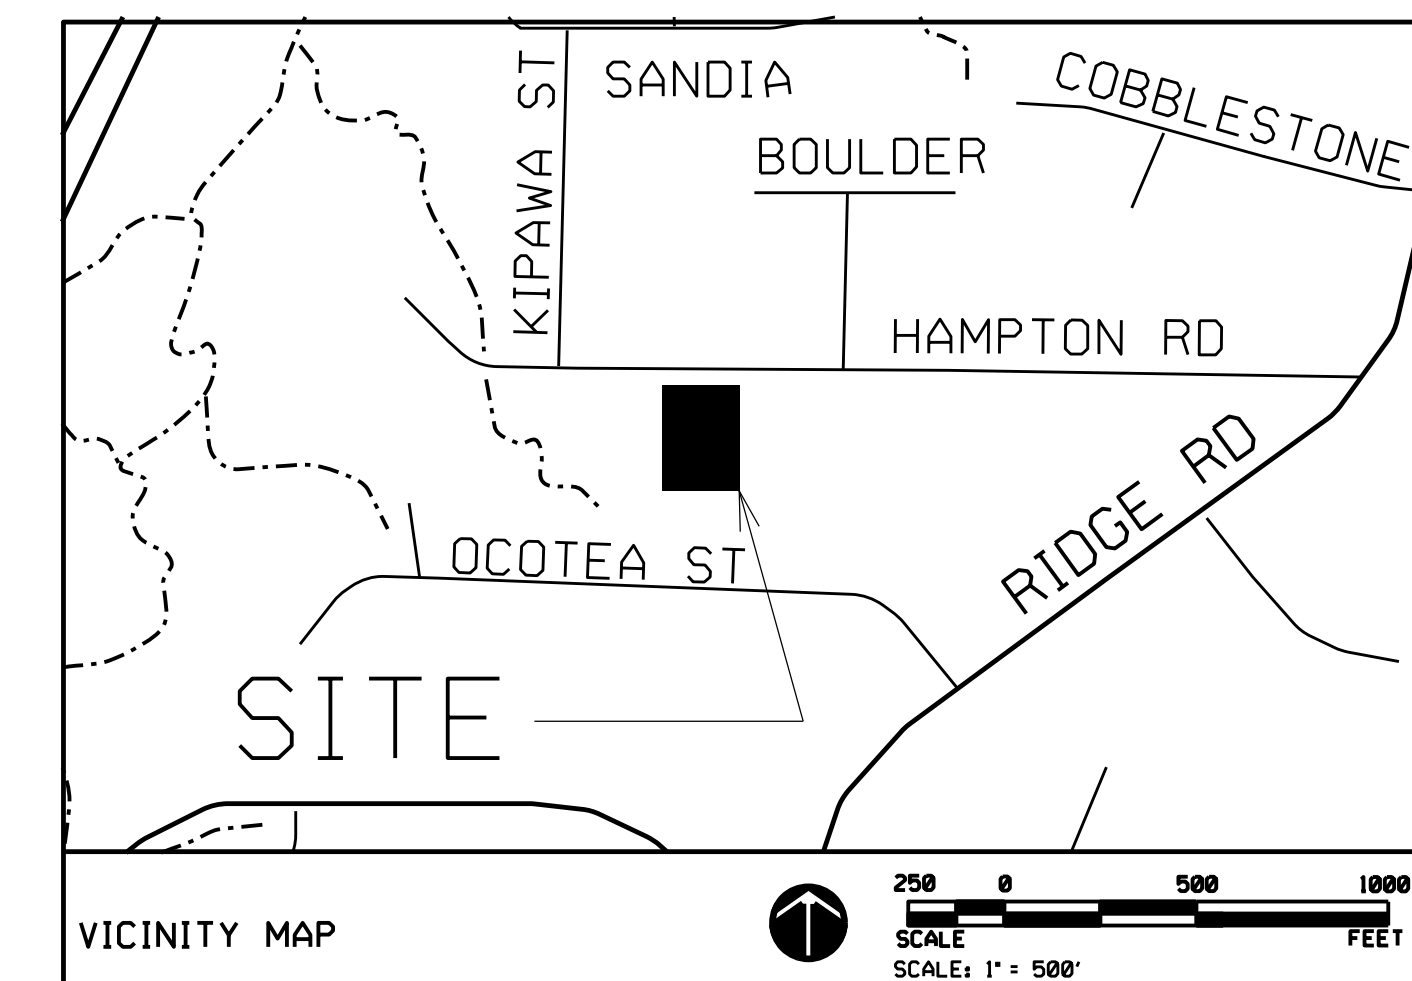 KIPAWA ST
SANDIA
COBBLESTONE
BOULDER
HAMPTON RD
RIDGE RD
OCOTEA ST
SITE
VICINITY MAP
250 0 500 1000
SCALE FEET
SCALE: 1" = 500'